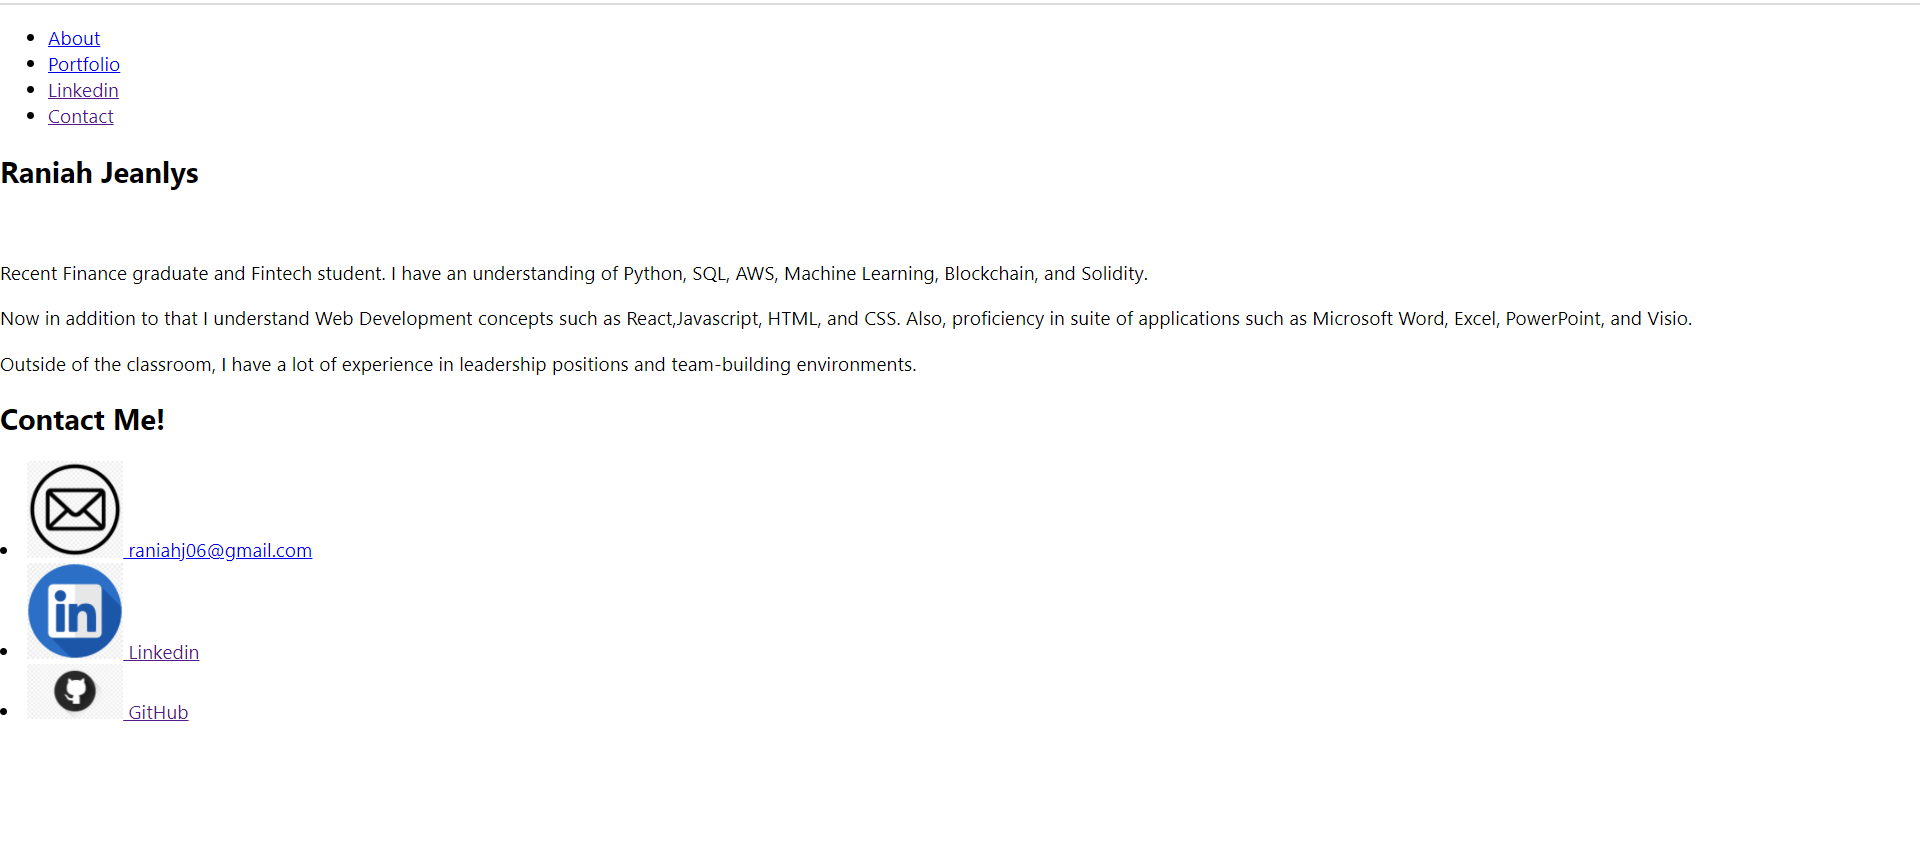 About
Portfolio
Linkedin
Contact
Raniah Jeanlys
Recent Finance graduate and Fintech student. I have an understanding of Python, SQL, AWS, Machine Learning, Blockchain, and Solidity.
Now in addition to that I understand Web Development concepts such as React,Javascript, HTML, and CSS. Also, proficiency in suite of applications such as Microsoft Word, Excel, PowerPoint, and Visio.
Outside of the classroom, I have a lot of experience in leadership positions and team-building environments.
Contact Me!
raniahj06@gmail.com
in
Linkedin
GitHub